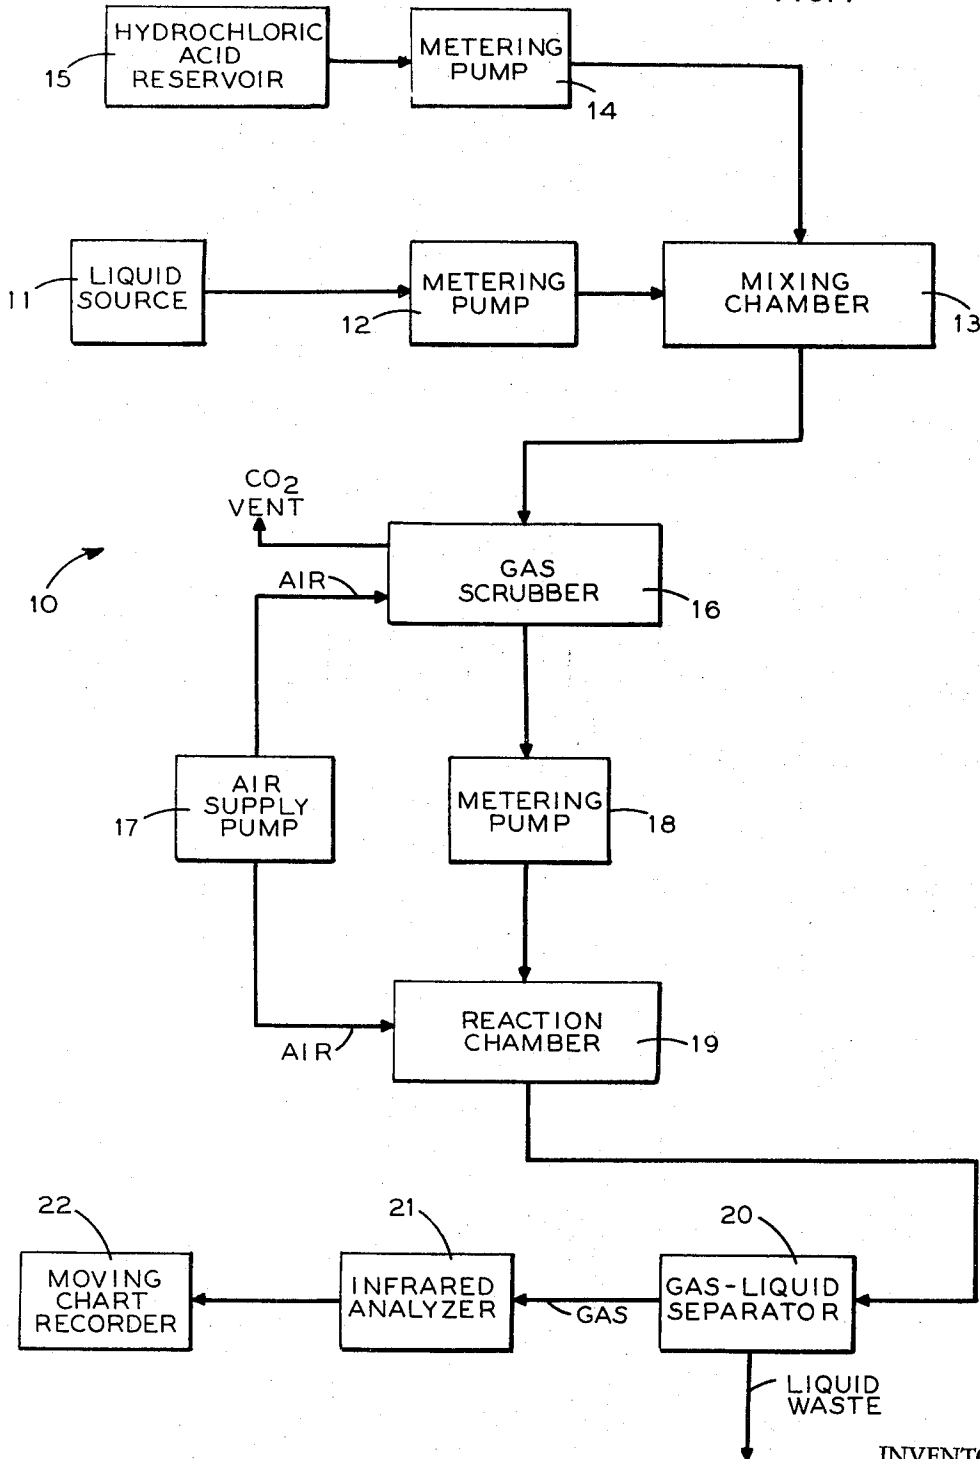 HYDROCHLORIC
ACID
RESERVOIR
15
METERING
PUMP
14
LIQUID
SOURCE
11
METERING
PUMP
12
MIXING
CHAMBER
13
CO2
VENT
10
AIR
GAS
SCRUBBER
16
AIR
SUPPLY
PUMP
17
METERING
PUMP
18
AIR
REACTION
CHAMBER
19
22
MOVING
CHART
RECORDER
21
INFRARED
ANALYZER
GAS
20
GAS-LIQUID
SEPARATOR
LIQUID
WASTE